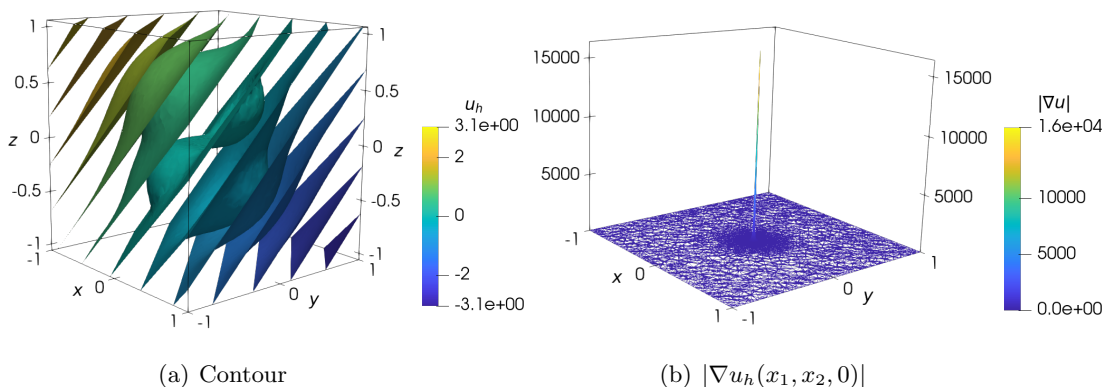 1
0.5
z 0
-0.5
-1
-1
x 0
1
-1
0 y
1
1
0.5
0 z
-0.5
-1
u_h
3.1e+00
2
0
-2
-3.1e+00
(a) Contour
15000
10000
5000
-1
x 0
1
-1
0 y
1
15000
10000
5000
|∇u|
1.6e+04
10000
5000
0.0e+00
(b) |∇u_h(x_1, x_2, 0)|